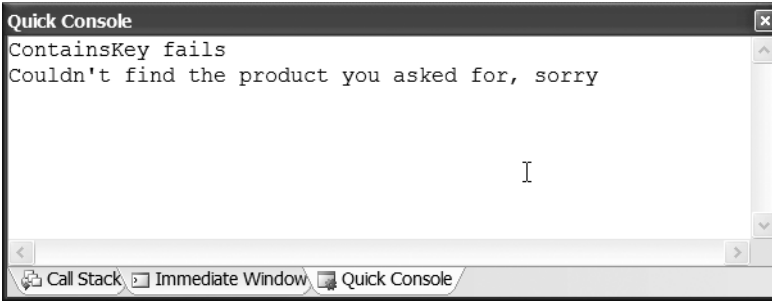 Quick Console
ContainsKey fails
Couldn't find the product you asked for, sorry
Call Stack Immediate Window Quick Console